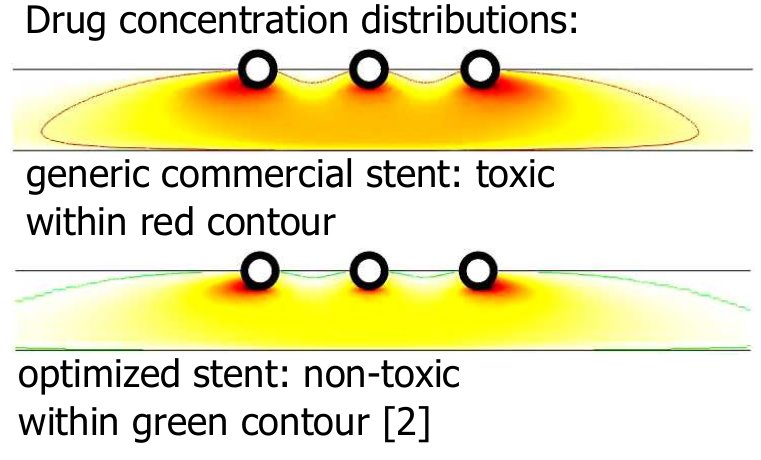 Drug concentration distributions:
generic commercial stent: toxic
within red contour
optimized stent: non-toxic
within green contour [2]